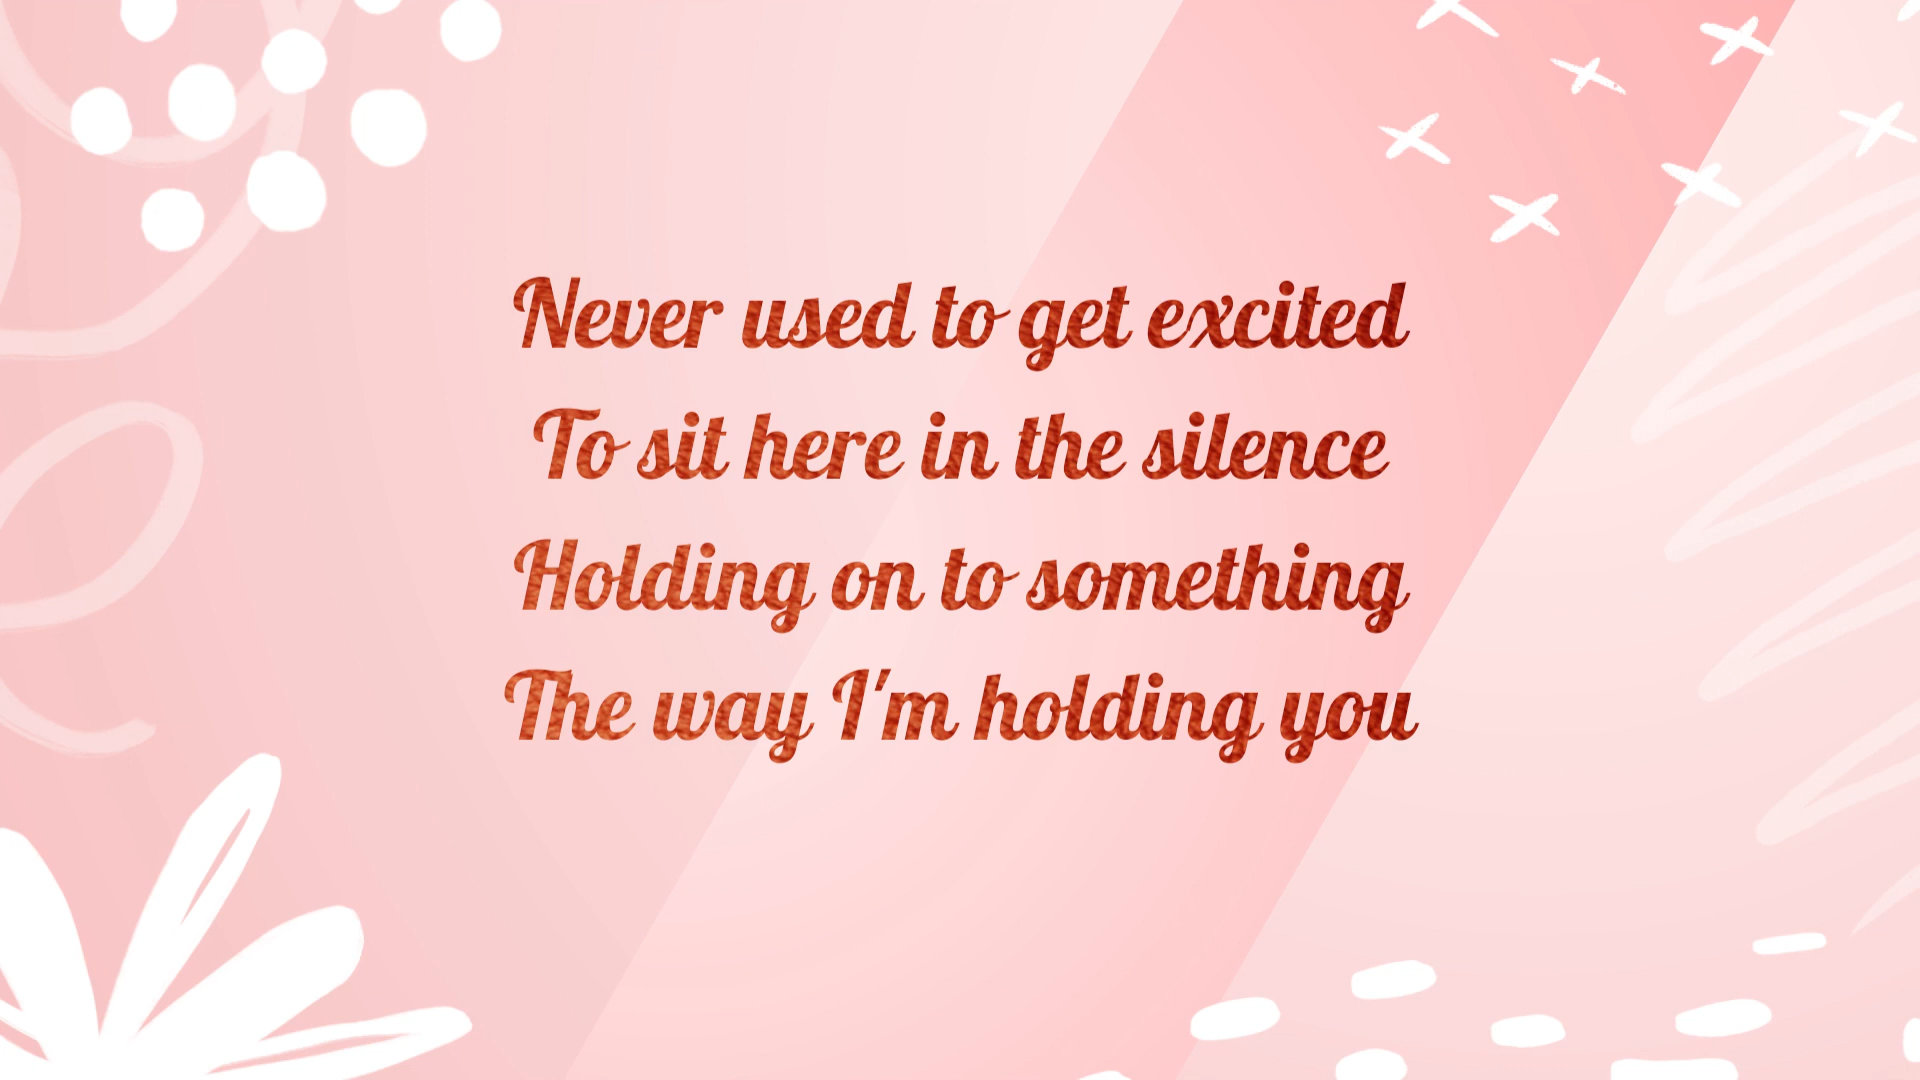 Never used to get excited
To sit here in the silence
Holding on to something
The way I'm holding you